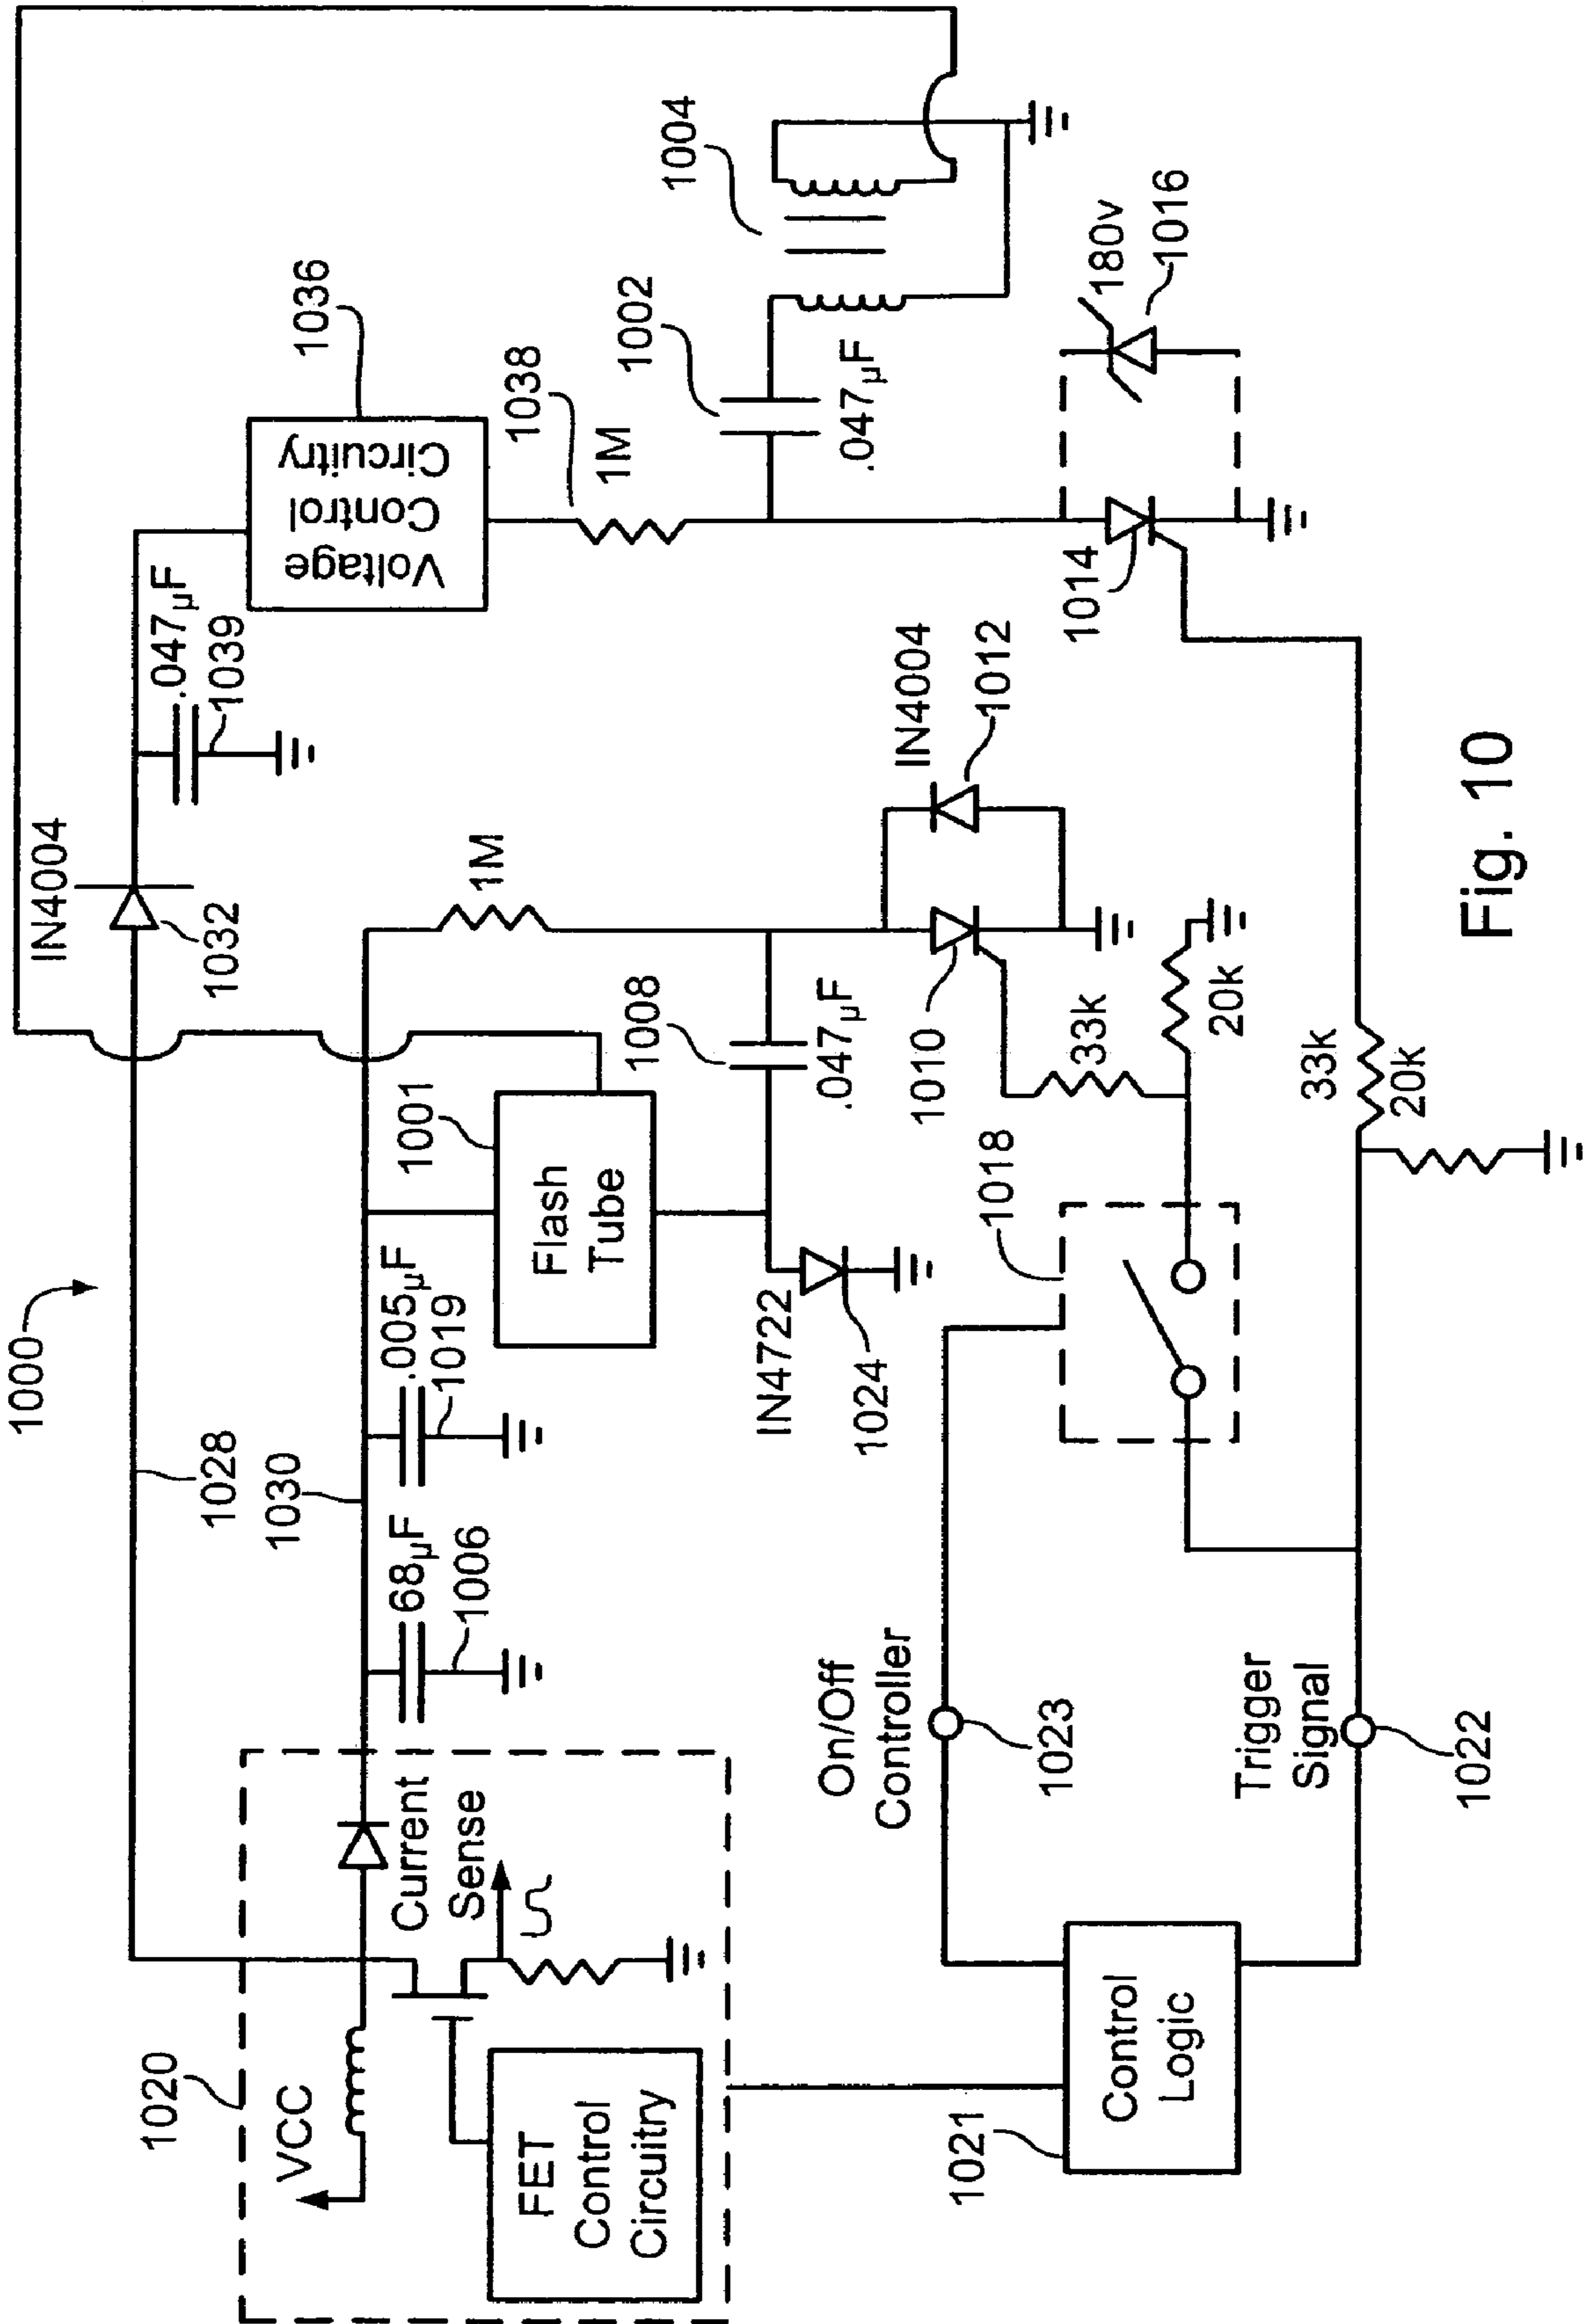 1000
1020
VCC
FET
Control
Circuitry
Current
Sense
1028
1030
68μF
1006
.005μF
1019
IN4004
1032
.047μF
1039
Voltage
Control
Circuitry
1036
1038
1M
1002
.047μF
1004
1001
Flash
Tube
1M
1008
.047μF
IN4722
1024
1010
IN4004
1012
33k
20k
1014
180v
1016
1018
On/Off
Controller
1023
Trigger
Signal
1022
1021
Control
Logic
33k
20k
Fig. 10